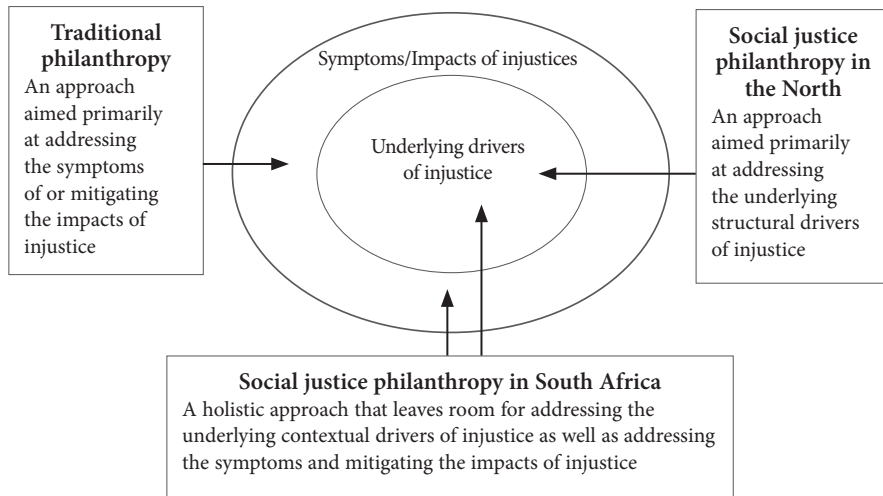 Traditional
philanthropy
An approach
aimed primarily
at addressing
the symptoms
of or mitigating
the impacts of
injustice
Symptoms/Impacts of injustices
Underlying drivers
of injustice
Social justice
philanthropy in
the North
An approach
aimed primarily
at addressing
the underlying
structural drivers
of injustice
Social justice philanthropy in South Africa
A holistic approach that leaves room for addressing the
underlying contextual drivers of injustice as well as addressing
the symptoms and mitigating the impacts of injustice